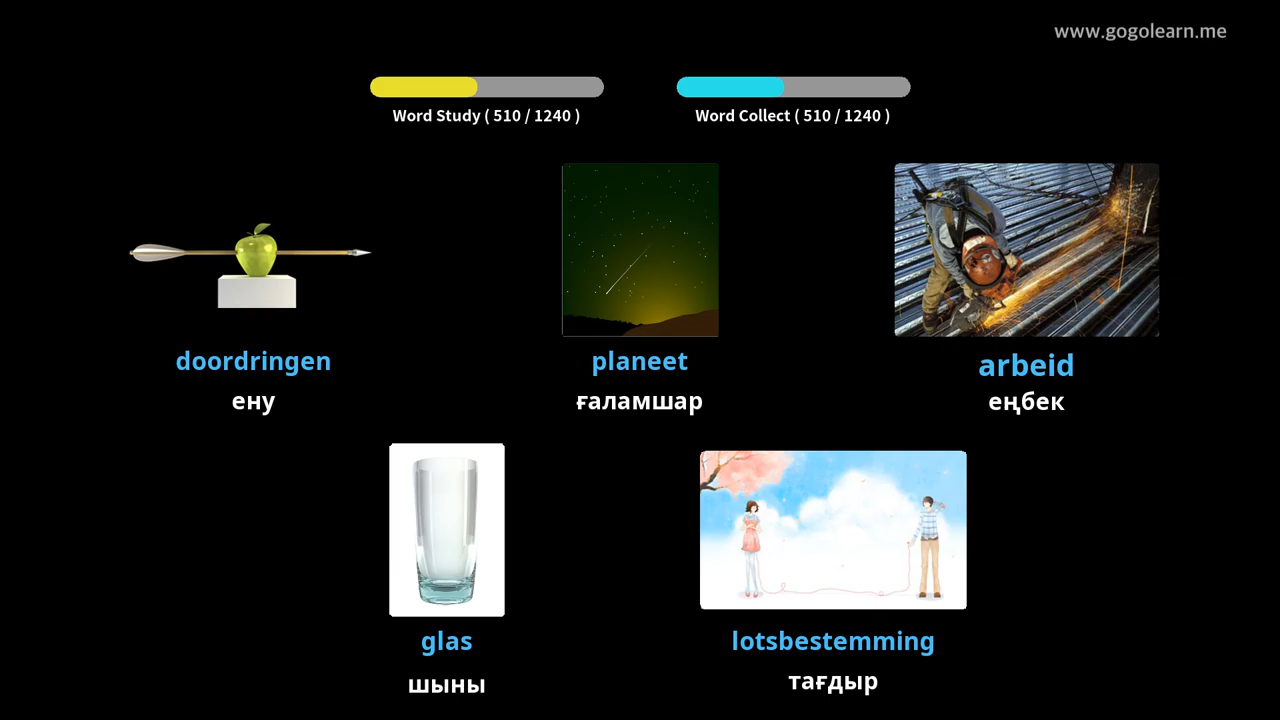 www.gogolearn.me
Word Study ( 510 / 1240 )
Word Collect ( 510 / 1240 )
doordringen
ену
planeet
ғаламшар
arbeid
еңбек
glas
шыны
lotsbestemming
тағдыр